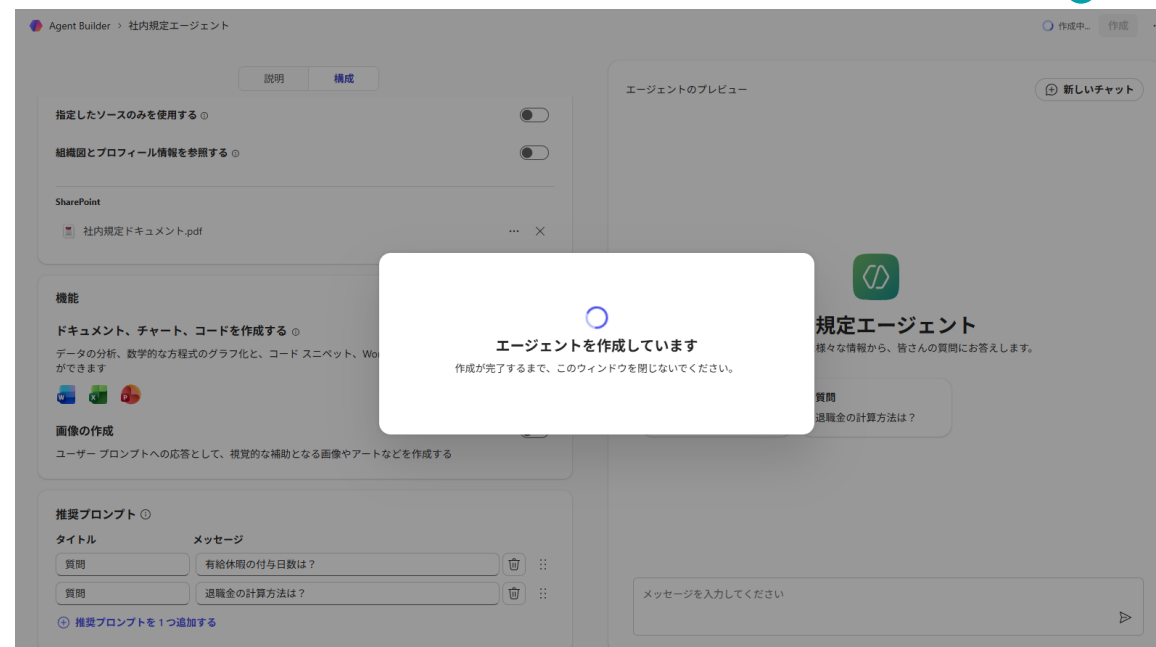 Agent Builder > 社内規定エージェント
作成中...
作成
説明
構成
指定したソースのみを使用する
組織図とプロフィール情報を参照する
SharePoint
社内規定ドキュメント.pdf
機能
ドキュメント、チャート、コードを作成する
データの分析、数学的な方程式のグラフ化と、コード スニペット、Wo
ができます
画像の作成
ユーザー プロンプトへの応答として、視覚的な補助となる画像やアートなどを作成する
推奨プロンプト
タイトル
メッセージ
質問
有給休暇の付与日数は？
質問
退職金の計算方法は？
推奨プロンプトを 1 つ追加する
エージェントを作成しています
作成が完了するまで、このウィンドウを閉じないでください。
エージェントのプレビュー
新しいチャット
規定エージェント
様々な情報から、皆さんの質問にお答えします。
質問
退職金の計算方法は？
メッセージを入力してください